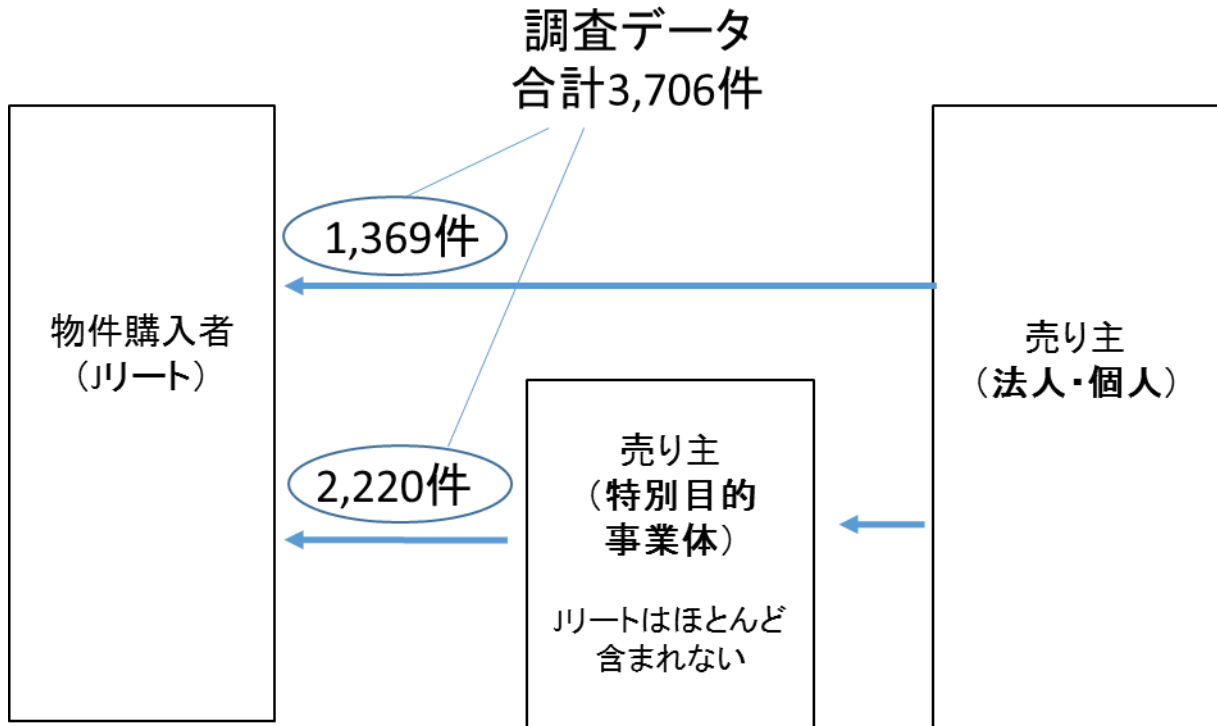 調査データ
合計3,706件
1,369件
物件購入者
（Jリート）
売り主
（法人・個人）
2,220件
売り主
（特別目的
事業体）
Jリートはほとんど
含まれない